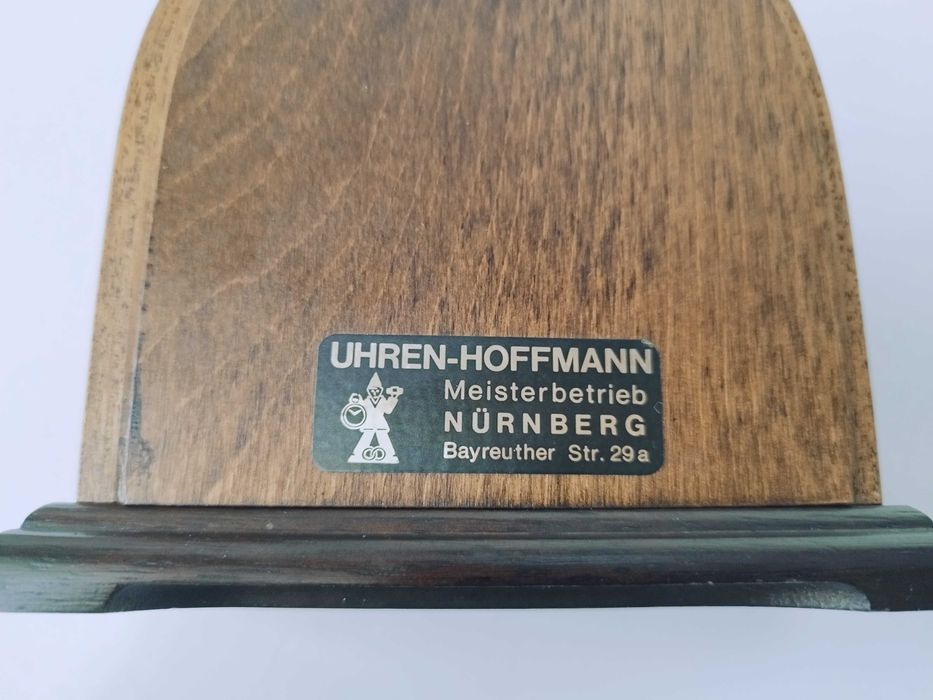 UHREN-HOFFMANN
Meisterbetrieb
NÜRNBERG
Bayreuther Str. 29a